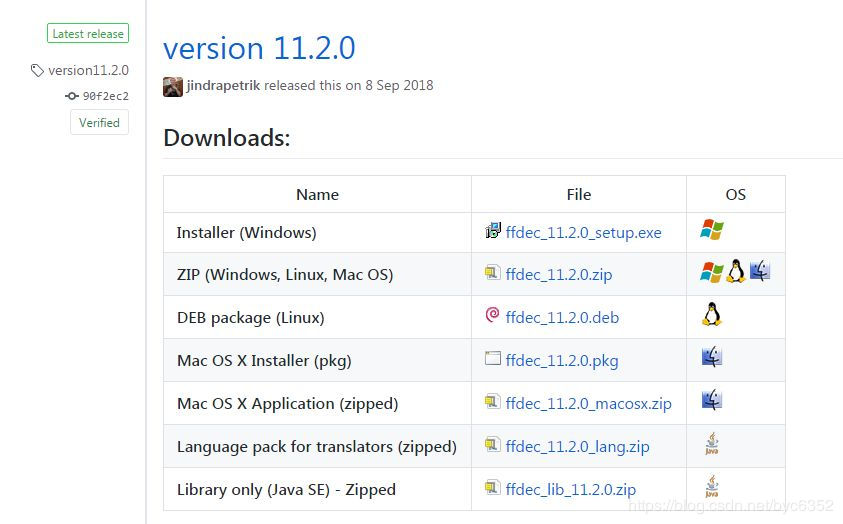 Latest release
version 11.2.0
version11.2.0
jindrapetrik released this on 8 Sep 2018
90f2ec2
Verified
Downloads:
Name File OS
Installer (Windows) ffdec_11.2.0_setup.exe
ZIP (Windows, Linux, Mac OS) ffdec_11.2.0.zip
DEB package (Linux) ffdec_11.2.0.deb
Mac OS X Installer (pkg) ffdec_11.2.0.pkg
Mac OS X Application (zipped) ffdec_11.2.0_macosx.zip
Language pack for translators (zipped) ffdec_11.2.0_lang.zip Java
Library only (Java SE) - Zipped ffdec_lib_11.2.0.zip Java
https://blog.csdn.net/byc6352